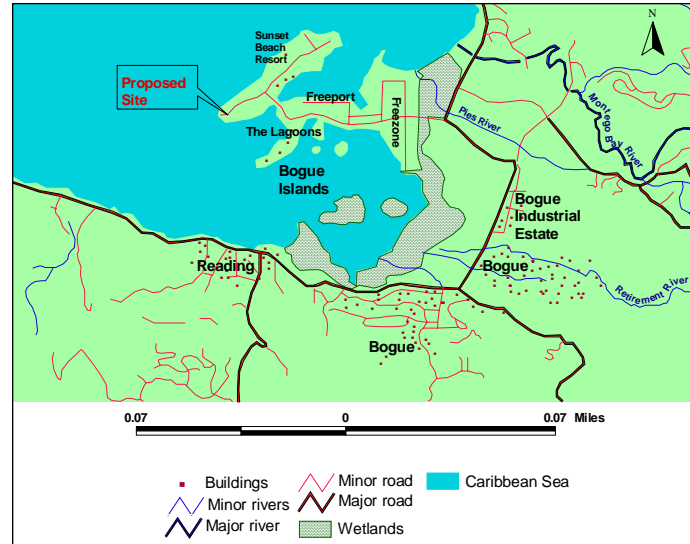 N
Sunset
Beach
Resort
Proposed
Site
Freeport
Freezone
Pies River
Montego Bay River
The Lagoons
Bogue
Islands
Bogue
Industrial
Estate
Reading
Bogue
Retirement River
Bogue
0.07
0
0.07 Miles
Buildings
Minor road
Caribbean Sea
Minor rivers
Major road
Major river
Wetlands